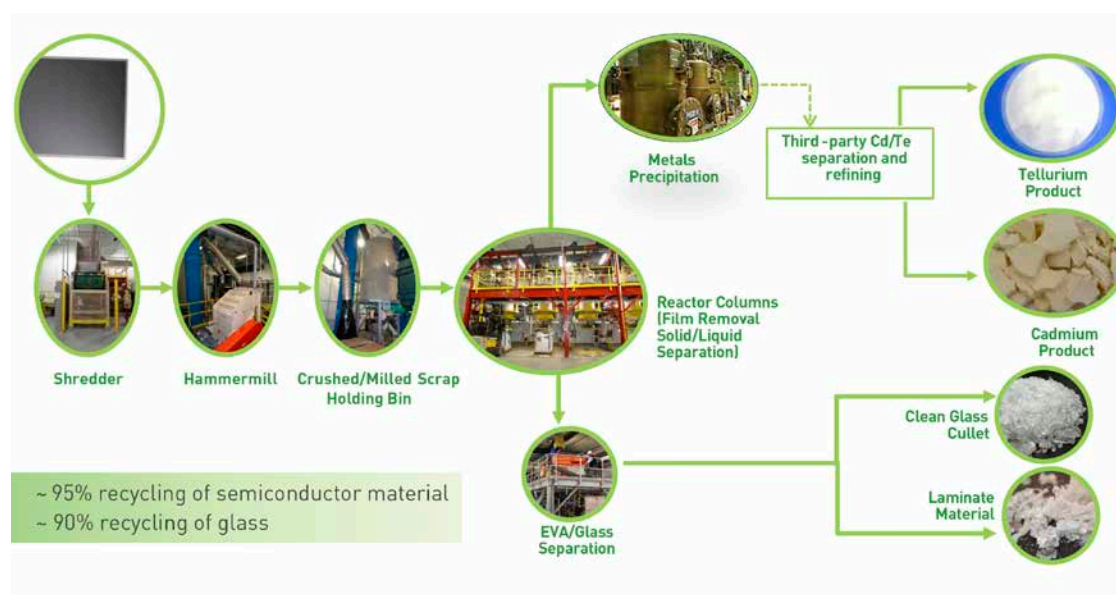 Shredder
Hammermill
Crushed/Milled Scrap
Holding Bin
Reactor Columns
(Film Removal
Solid/Liquid
Separation)
Metals
Precipitation
Third -party Cd/Te
separation and
refining
Tellurium
Product
Cadmium
Product
EVA/Glass
Separation
Clean Glass
Cullet
Laminate
Material
~ 95% recycling of semiconductor material
~ 90% recycling of glass